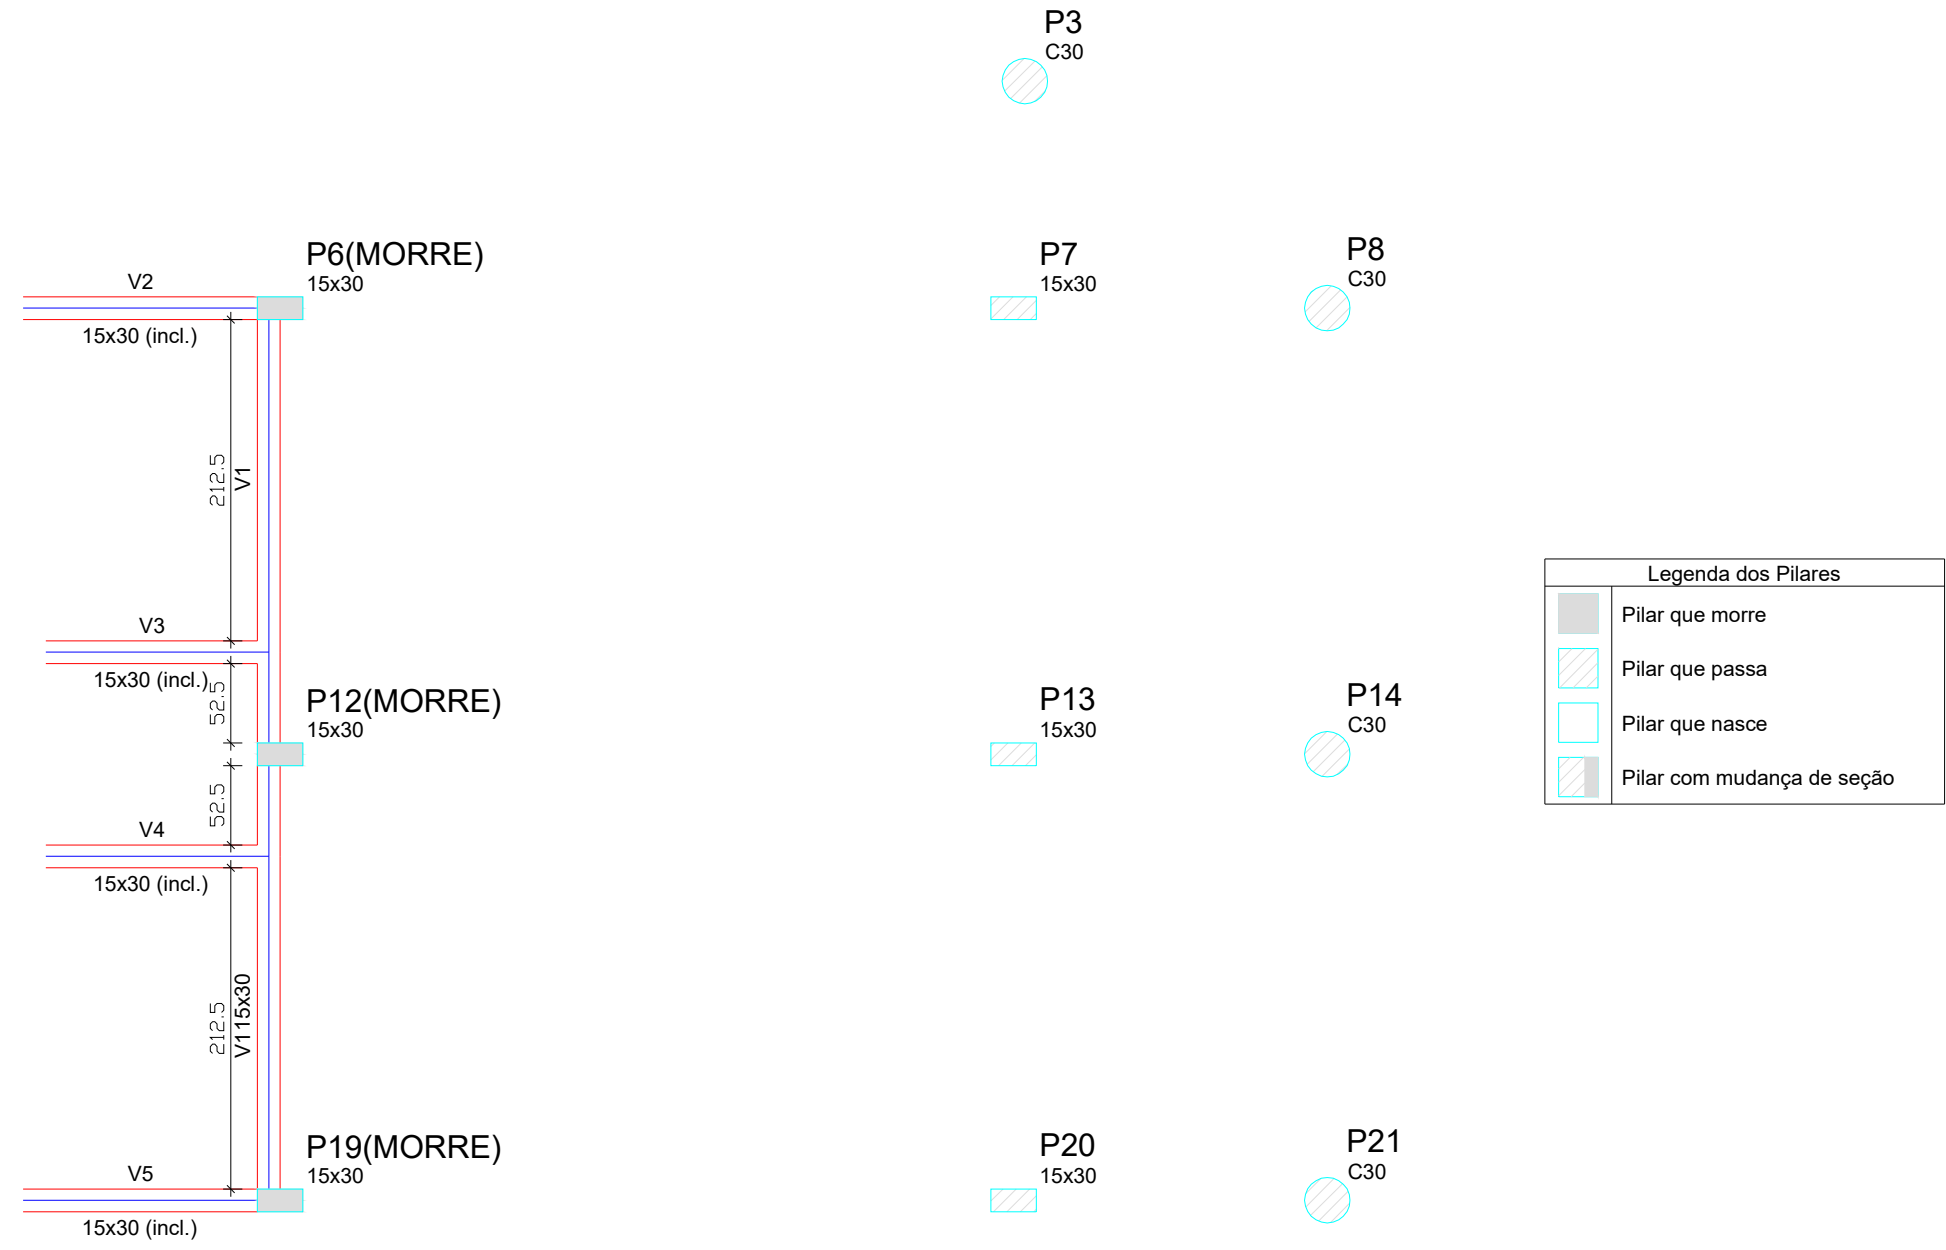 P3
C30
P6(MORRE)
15x30
P7
15x30
P8
C30
V2
15x30 (incl.)
212.5
V1
V3
15x30 (incl.)
52.5
P12(MORRE)
15x30
P13
15x30
P14
C30
52.5
V4
15x30 (incl.)
212.5
V115x30
P19(MORRE)
15x30
P20
15x30
P21
C30
V5
15x30 (incl.)
Legenda dos Pilares
Pilar que morre
Pilar que passa
Pilar que nasce
Pilar com mudança de seção